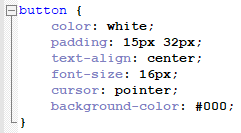 button {
color: white;
padding: 15px 32px;
text-align: center;
font-size: 16px;
cursor: pointer;
background-color: #000;
}